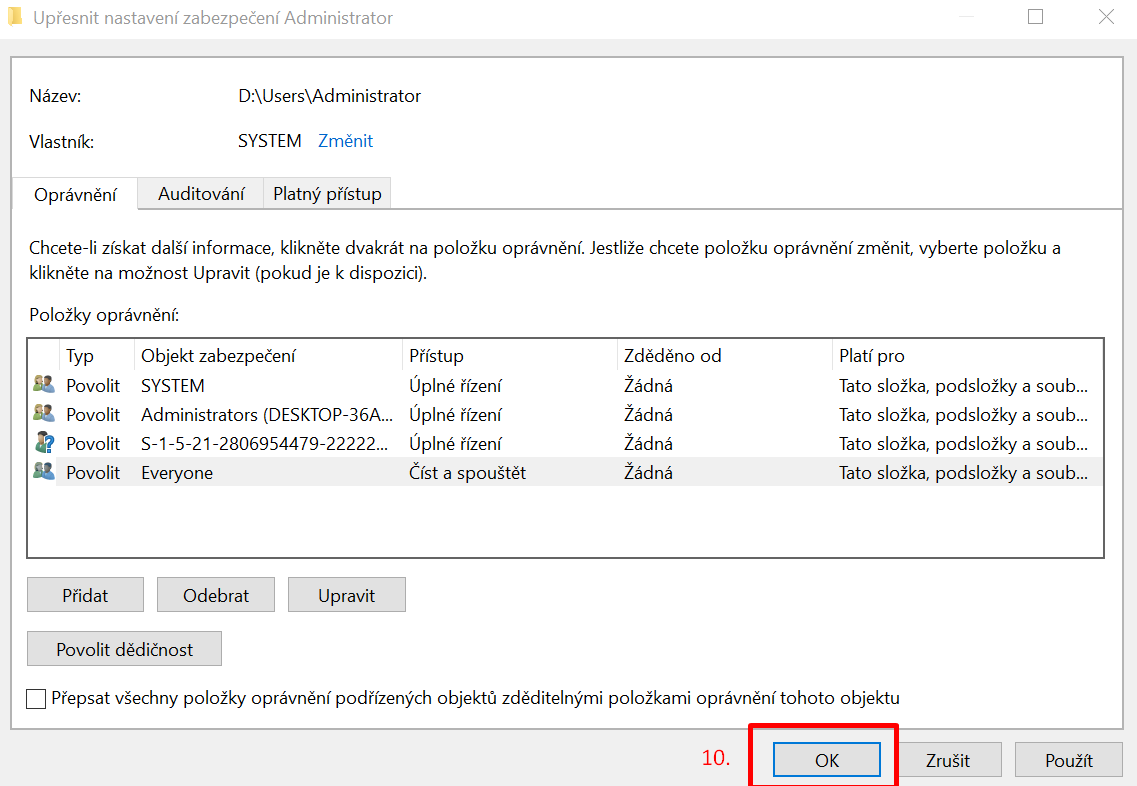 Upřesnit nastavení zabezpečení Administrator
Název: D:\Users\Administrator
Vlastník: SYSTEM Změnit
Oprávnění Auditování Platný přístup
Chcete-li získat další informace, klikněte dvakrát na položku oprávnění. Jestliže chcete položku oprávnění změnit, vyberte položku a
klikněte na možnost Upravit (pokud je k dispozici).
Položky oprávnění:
Typ Objekt zabezpečení Přístup Zděděno od Platí pro
Povolit SYSTEM Úplné řízení Žádná Tato složka, podsložky a soub...
Povolit Administrators (DESKTOP-36A... Úplné řízení Žádná Tato složka, podsložky a soub...
Povolit S-1-5-21-2806954479-22222... Úplné řízení Žádná Tato složka, podsložky a soub...
Povolit Everyone Číst a spouštět Žádná Tato složka, podsložky a soub...
Přidat Odebrat Upravit
Povolit dědičnost
Přepsat všechny položky oprávnění podřízených objektů zděditelnými položkami oprávnění tohoto objektu
10. OK Zrušit Použít